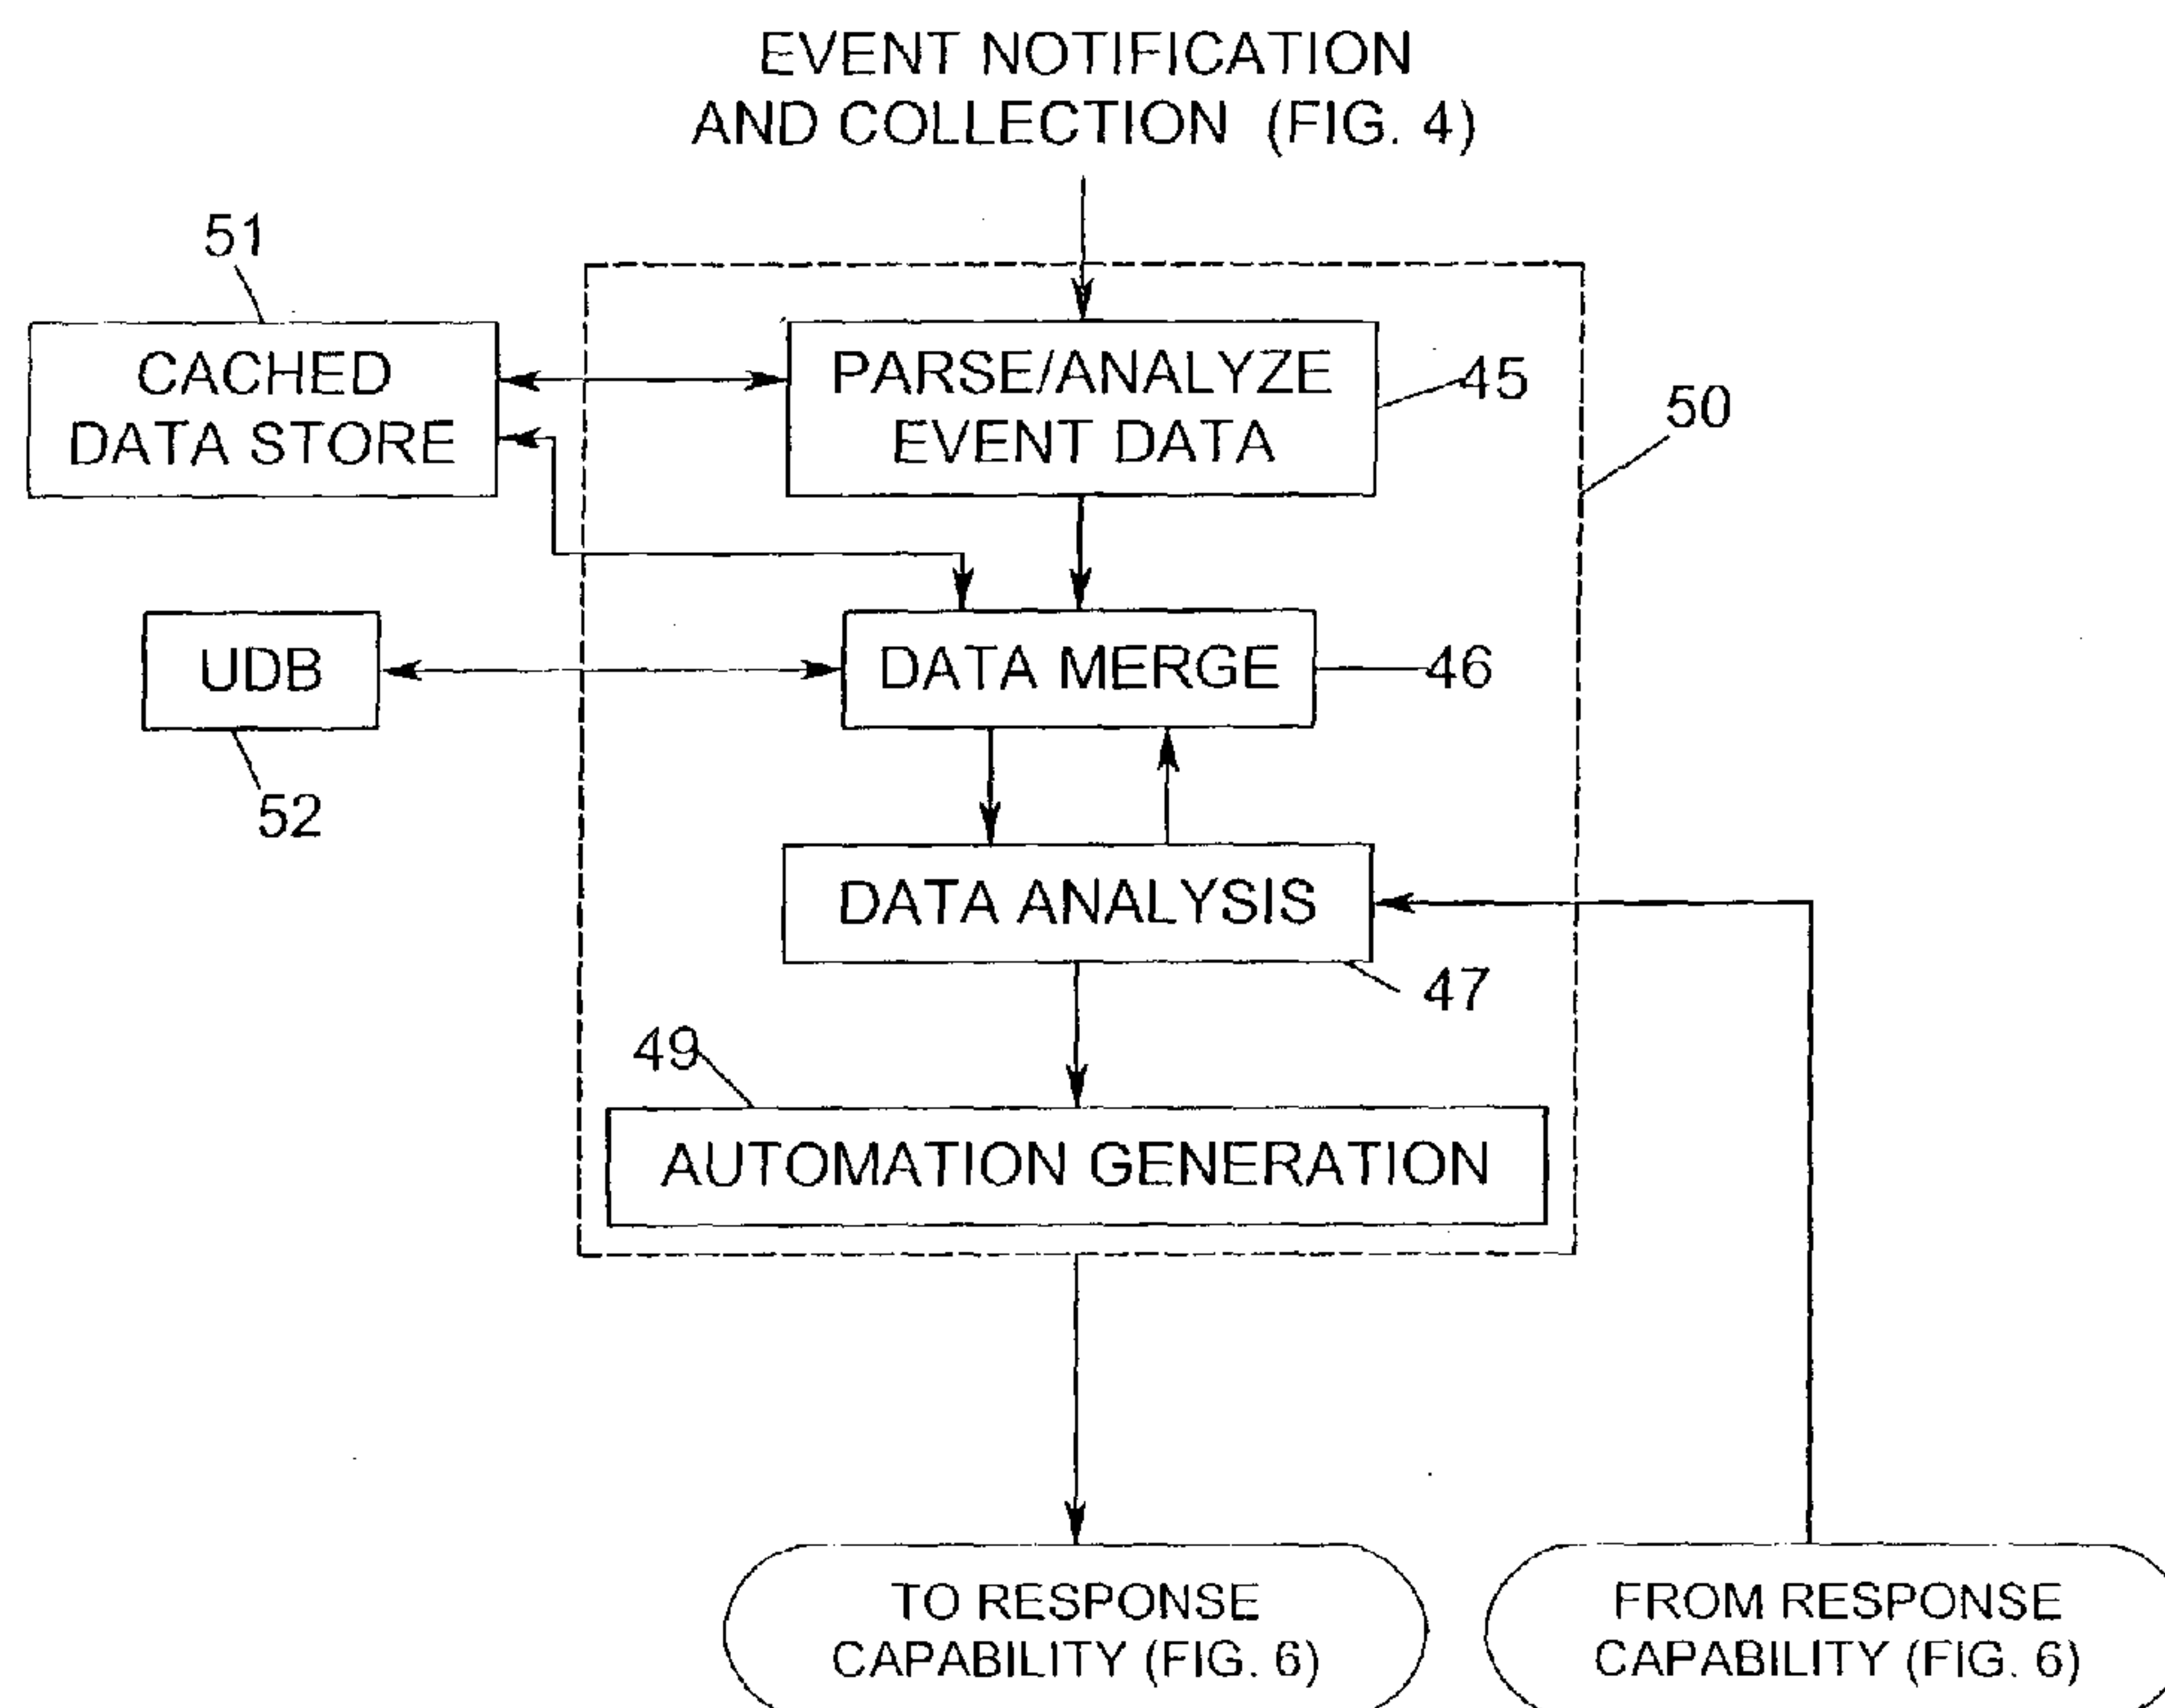 EVENT NOTIFICATION
AND COLLECTION (FIG. 4)
51
CACHED
DATA STORE
PARSE/ANALYZE
EVENT DATA
45
50
UDB
DATA MERGE
46
52
DATA ANALYSIS
47
49
AUTOMATION GENERATION
TO RESPONSE
CAPABILITY (FIG. 6)
FROM RESPONSE
CAPABILITY (FIG. 6)